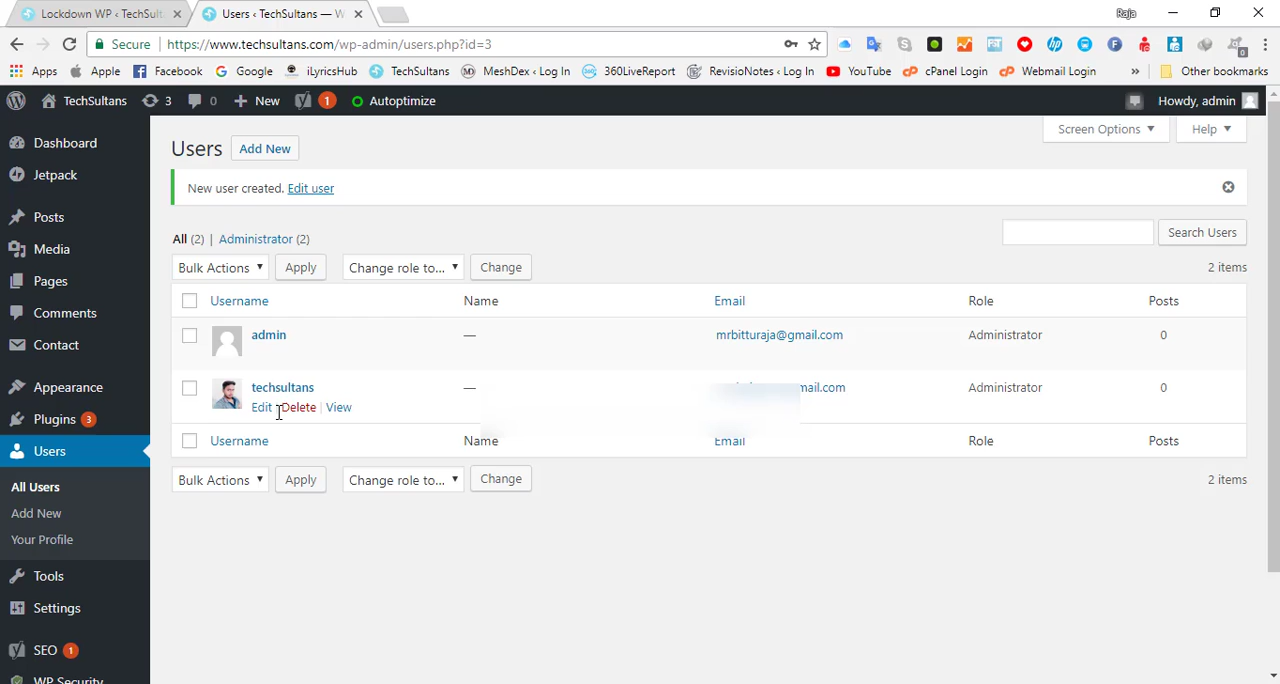 Lockdown WP ‹ TechSult
Users ‹ TechSultans — W
Raja
Secure
https://www.techsultans.com/wp-admin/users.php?id=3
Apps
Apple
Facebook
Google
iLyricsHub
TechSultans
MeshDex ‹ Log In
360LiveReport
RevisioNotes ‹ Log In
YouTube
cPanel Login
Webmail Login
»
Other bookmarks
TechSultans
3
0
New
1
Autoptimize
Howdy, admin
Dashboard
Jetpack
Posts
Media
Pages
Comments
Contact
Appearance
Plugins 3
Users
All Users
Add New
Your Profile
Tools
Settings
SEO 1
WP Security
Screen Options
Help
Users
Add New
New user created. Edit user
All (2) | Administrator (2)
Search Users
Bulk Actions
Apply
Change role to...
Change
2 items
Username Name Email Role Posts
admin — mrbitturaja@gmail.com Administrator 0
techsultans — mail.com Administrator 0
Edit | Delete | View
Username Name Email Role Posts
Bulk Actions
Apply
Change role to...
Change
2 items